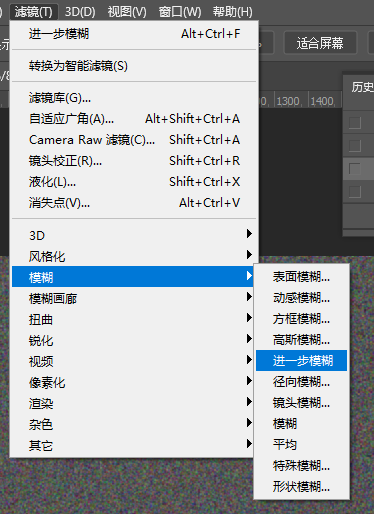 ) 滤镜(T) 3D(D) 视图(V) 窗口(W) 帮助(H)
进一步模糊 Alt+Ctrl+F
适合屏幕
转换为智能滤镜(S)
历史
滤镜库(G)...
1300 1400
自适应广角(A)... Alt+Shift+Ctrl+A
Camera Raw 滤镜(C)... Shift+Ctrl+A
镜头校正(R)... Shift+Ctrl+R
液化(L)... Shift+Ctrl+X
消失点(V)... Alt+Ctrl+V
3D
风格化
模糊
模糊画廊
扭曲
锐化
视频
像素化
渲染
杂色
其它
表面模糊...
动感模糊...
方框模糊...
高斯模糊...
进一步模糊
径向模糊...
镜头模糊...
模糊
平均
特殊模糊...
形状模糊...